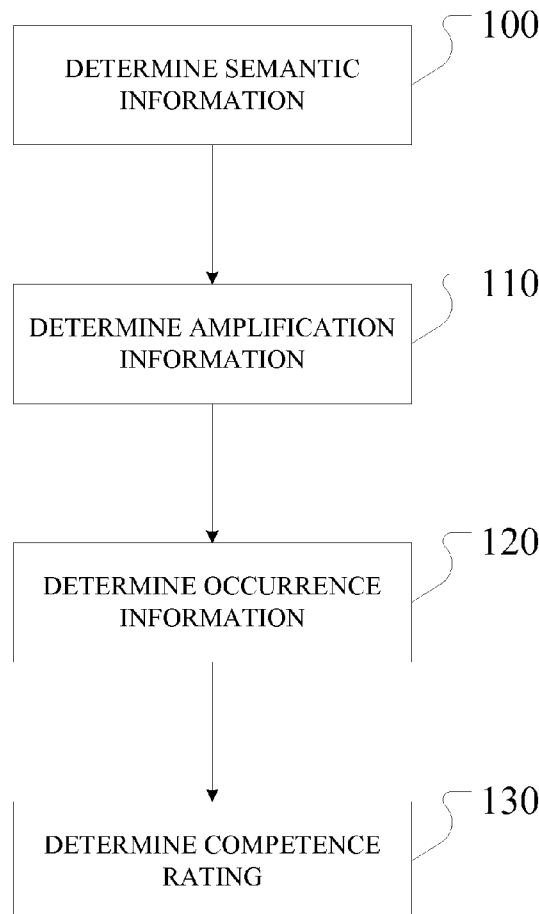 100
DETERMINE SEMANTIC
INFORMATION
110
DETERMINE AMPLIFICATION
INFORMATION
120
DETERMINE OCCURRENCE
INFORMATION
130
DETERMINE COMPETENCE
RATING